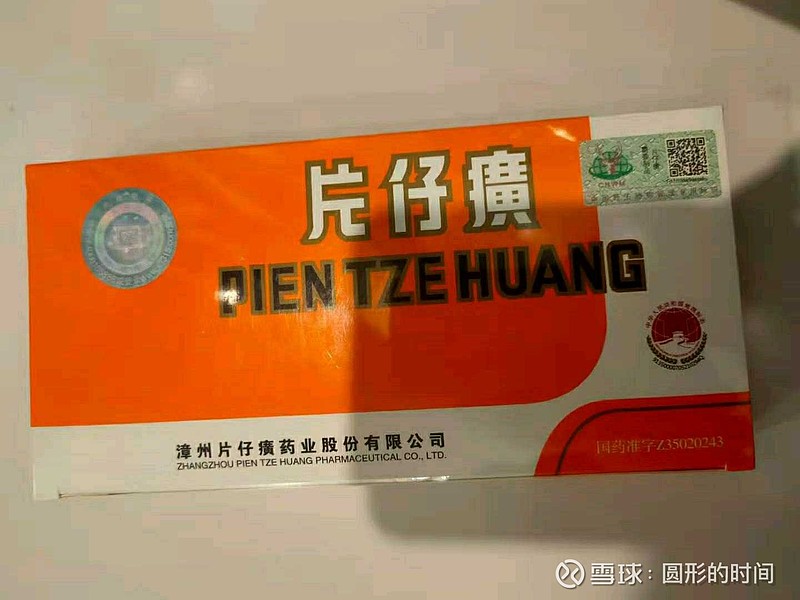 片仔癀
PIEN TZE HUANG
漳州片仔癀药业股份有限公司
ZHANGZHOU PIEN TZE HUANG PHARMACEUTICAL CO., LTD.
国药准字Z35020243
雪球：圆形的时间